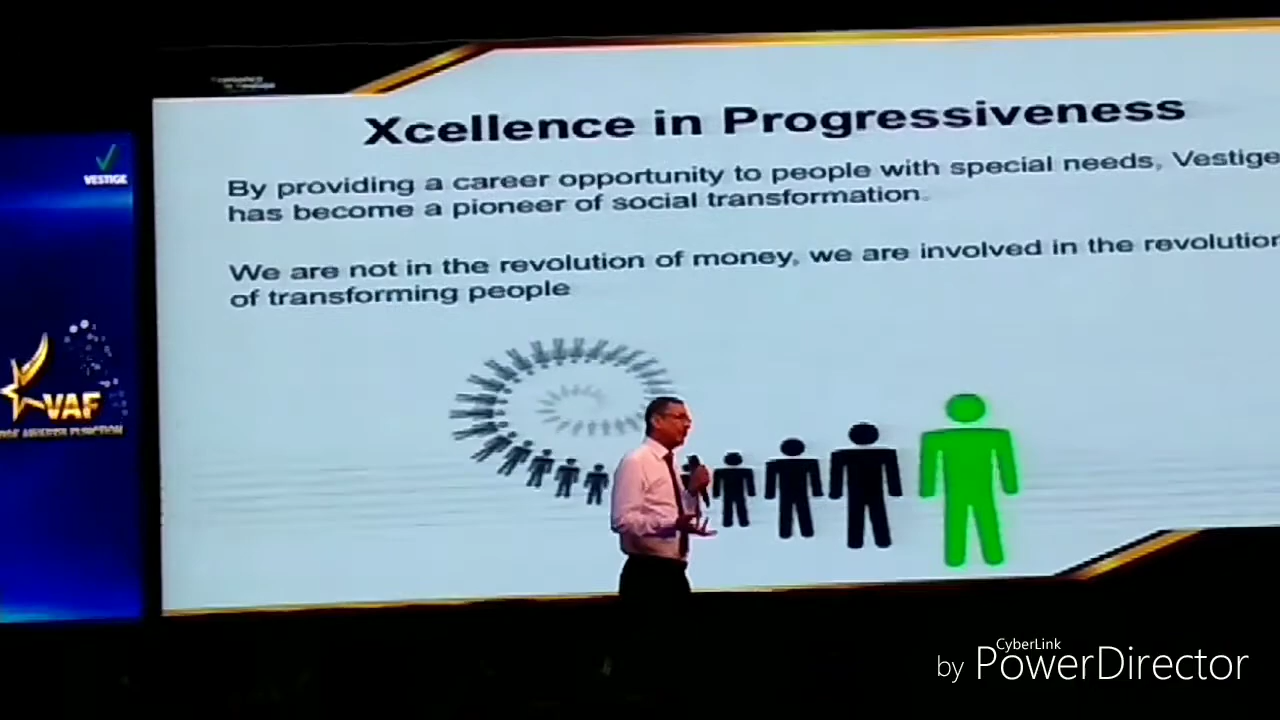 Xcellence in Progressiveness
By providing a career opportunity to people with special needs, Vestige
has become a pioneer of social transformation.
We are not in the revolution of money, we are involved in the revolution
of transforming people
VESTIGE
VAF
CyberLink
by PowerDirector